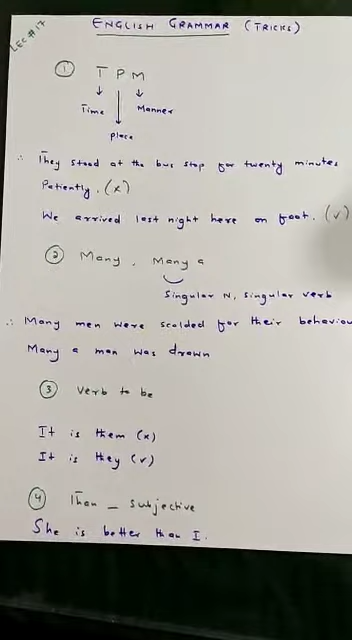 LEC #17
ENGLISH GRAMMAR (TRICKS)
① T P M
Time Manner
place
∴ They stood at the bus stop for twenty minutes
Patiently. (x)
We arrived last night here on foot. (v)
② Many, Many a
Singular N, singular verb
∴ Many men were scolded for their behaviou
Many a man was drawn
③ Verb to be
It is them (x)
It is they (v)
④ Than _ subjective
She is better than I.